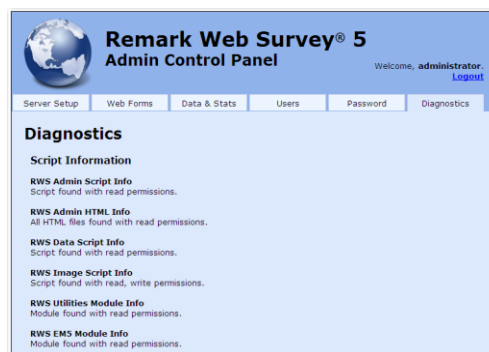 Remark Web Survey® 5
Admin Control Panel
Welcome, administrator.
Logout
Server Setup Web Forms Data & Stats Users Password Diagnostics
Diagnostics
Script Information
RWS Admin Script Info
Script found with read permissions.
RWS Admin HTML Info
All HTML files found with read permissions.
RWS Data Script Info
Script found with read permissions.
RWS Image Script Info
Script found with read, write permissions.
RWS Utilities Module Info
Module found with read permissions.
RWS EM5 Module Info
Module found with read permissions.